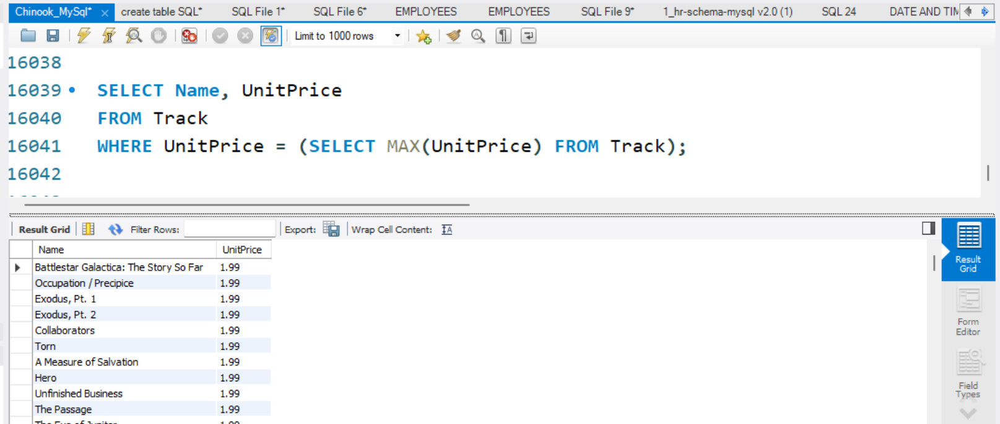 Chinook_MySql* × create table SQL* SQL File 1* SQL File 6* EMPLOYEES EMPLOYEES SQL File 9* 1_hr-schema-mysql v2.0 (1) SQL 24 DATE AND TIM
Limit to 1000 rows
16038
16039 SELECT Name, UnitPrice
16040 FROM Track
16041 WHERE UnitPrice = (SELECT MAX(UnitPrice) FROM Track);
16042
Result Grid Filter Rows: Export: Wrap Cell Content:
Name UnitPrice
Battlestar Galactica: The Story So Far 1.99
Occupation / Precipice 1.99
Exodus, Pt. 1 1.99
Exodus, Pt. 2 1.99
Collaborators 1.99
Torn 1.99
A Measure of Salvation 1.99
Hero 1.99
Unfinished Business 1.99
The Passage 1.99
Result
Grid
Form
Editor
Field
Types